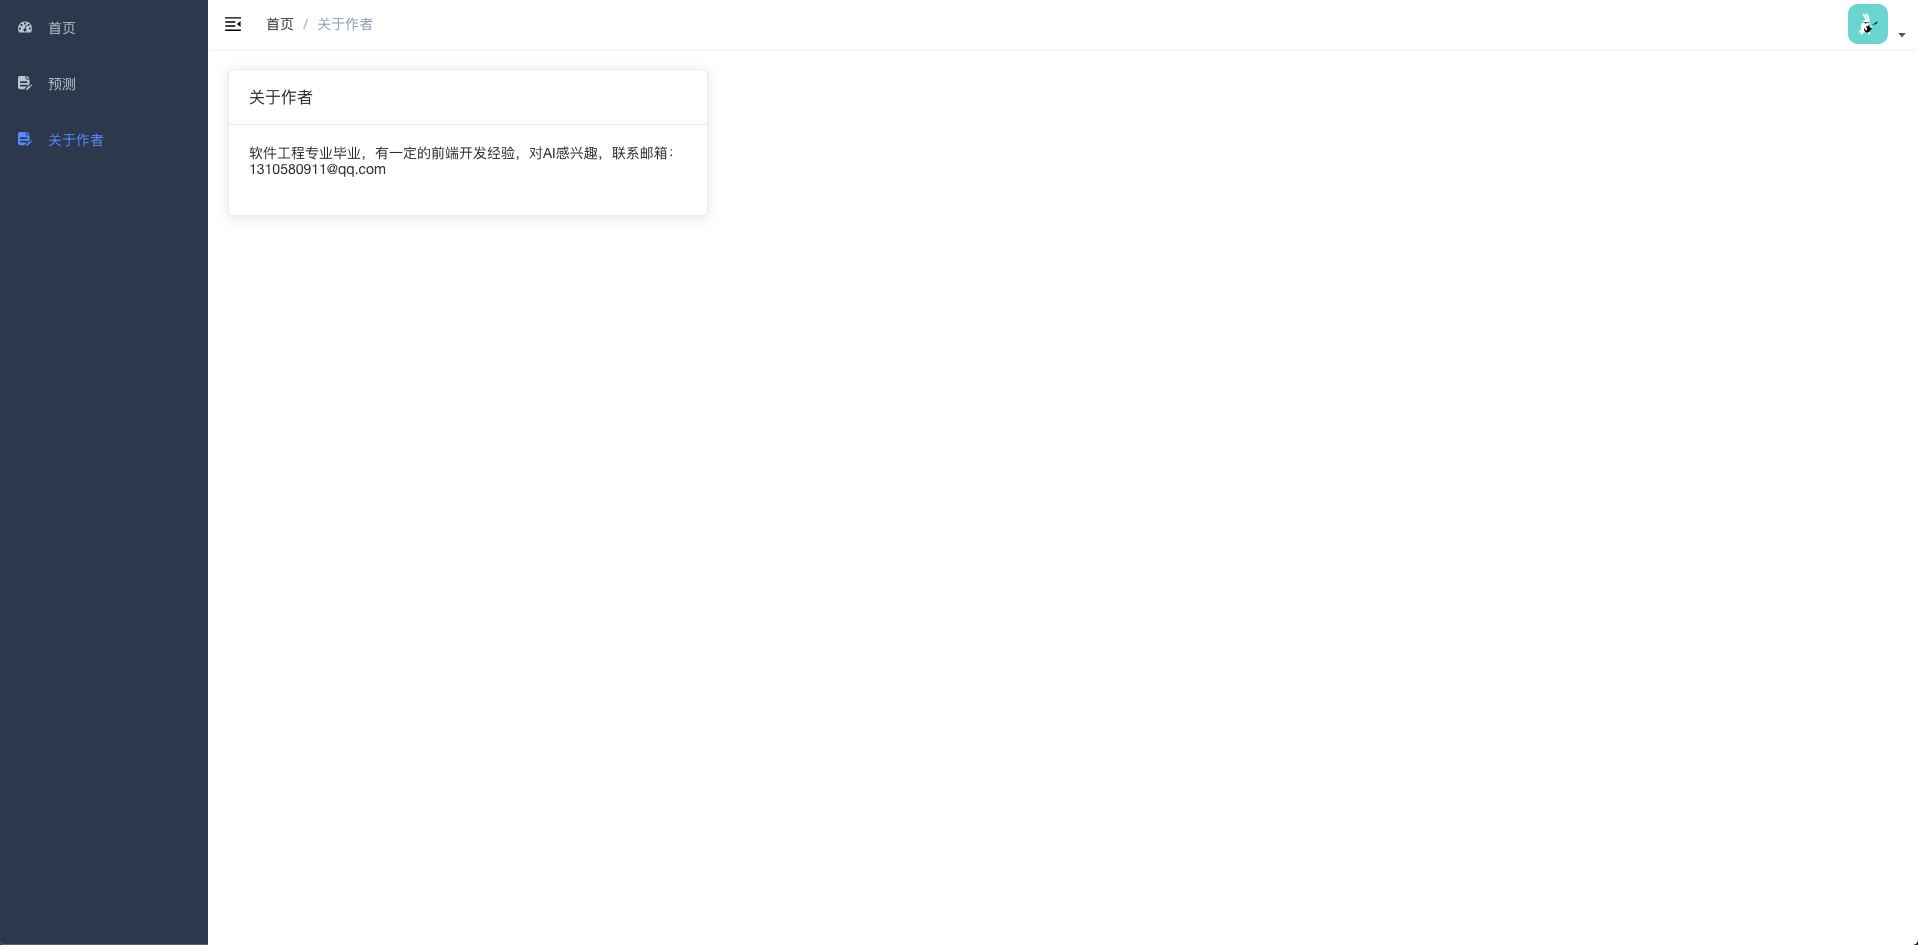 首页
预测
关于作者
首页 / 关于作者
关于作者
软件工程专业毕业，有一定的前端开发经验，对AI感兴趣，联系邮箱：
1310580911@qq.com